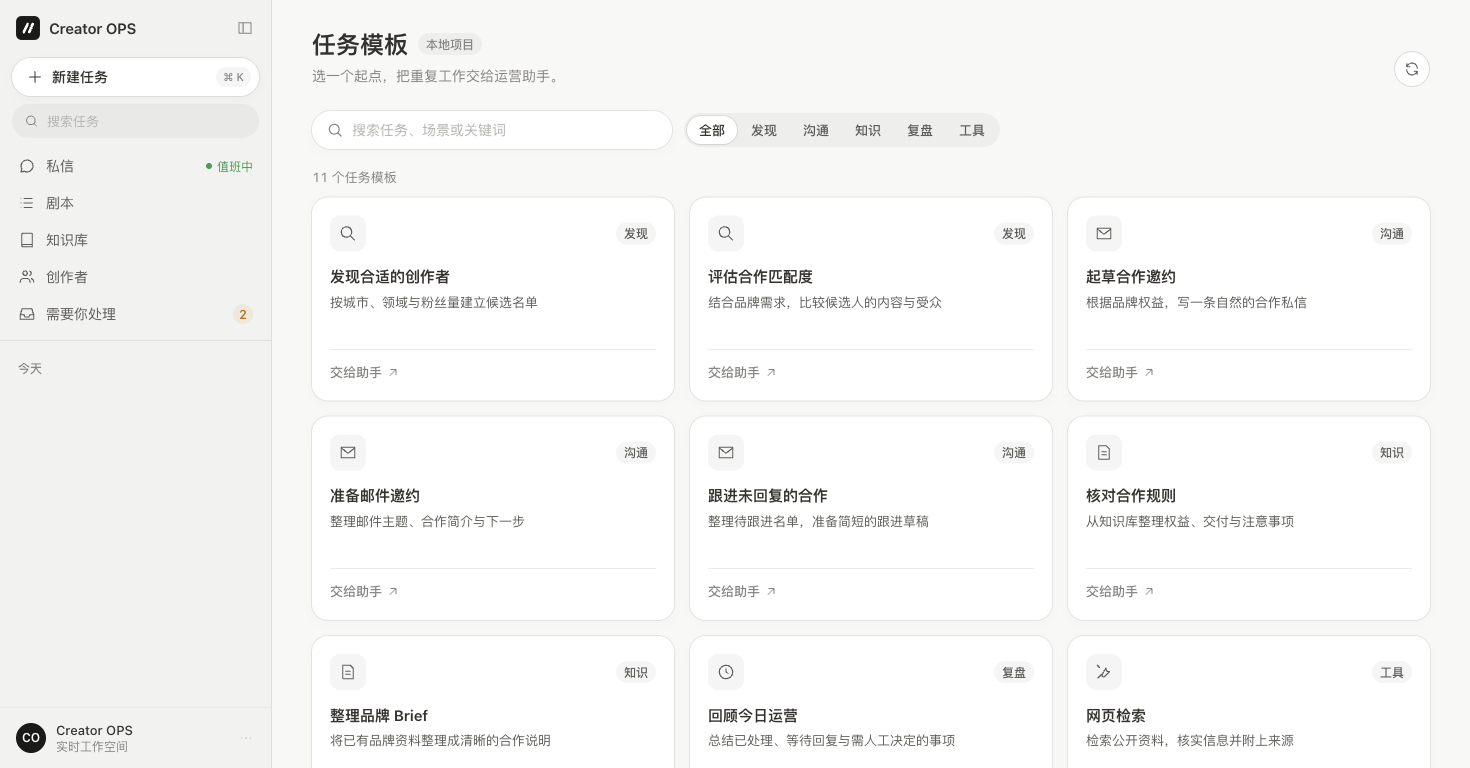 Creator OPS
新建任务
⌘ K
搜索任务
私信
值班中
剧本
知识库
创作者
需要你处理
2
今天
CO
Creator OPS
实时工作空间
任务模板
本地项目
选一个起点，把重复工作交给运营助手。
搜索任务、场景或关键词
全部
发现
沟通
知识
复盘
工具
11 个任务模板
发现
发现合适的创作者
按城市、领域与粉丝量建立候选名单
交给助手
发现
评估合作匹配度
结合品牌需求，比较候选人的内容与受众
交给助手
沟通
起草合作邀约
根据品牌权益，写一条自然的合作私信
交给助手
沟通
准备邮件邀约
整理邮件主题、合作简介与下一步
交给助手
沟通
跟进未回复的合作
整理待跟进名单，准备简短的跟进草稿
交给助手
知识
核对合作规则
从知识库整理权益、交付与注意事项
交给助手
知识
整理品牌 Brief
将已有品牌资料整理成清晰的合作说明
复盘
回顾今日运营
总结已处理、等待回复与需人工决定的事项
工具
网页检索
检索公开资料，核实信息并附上来源